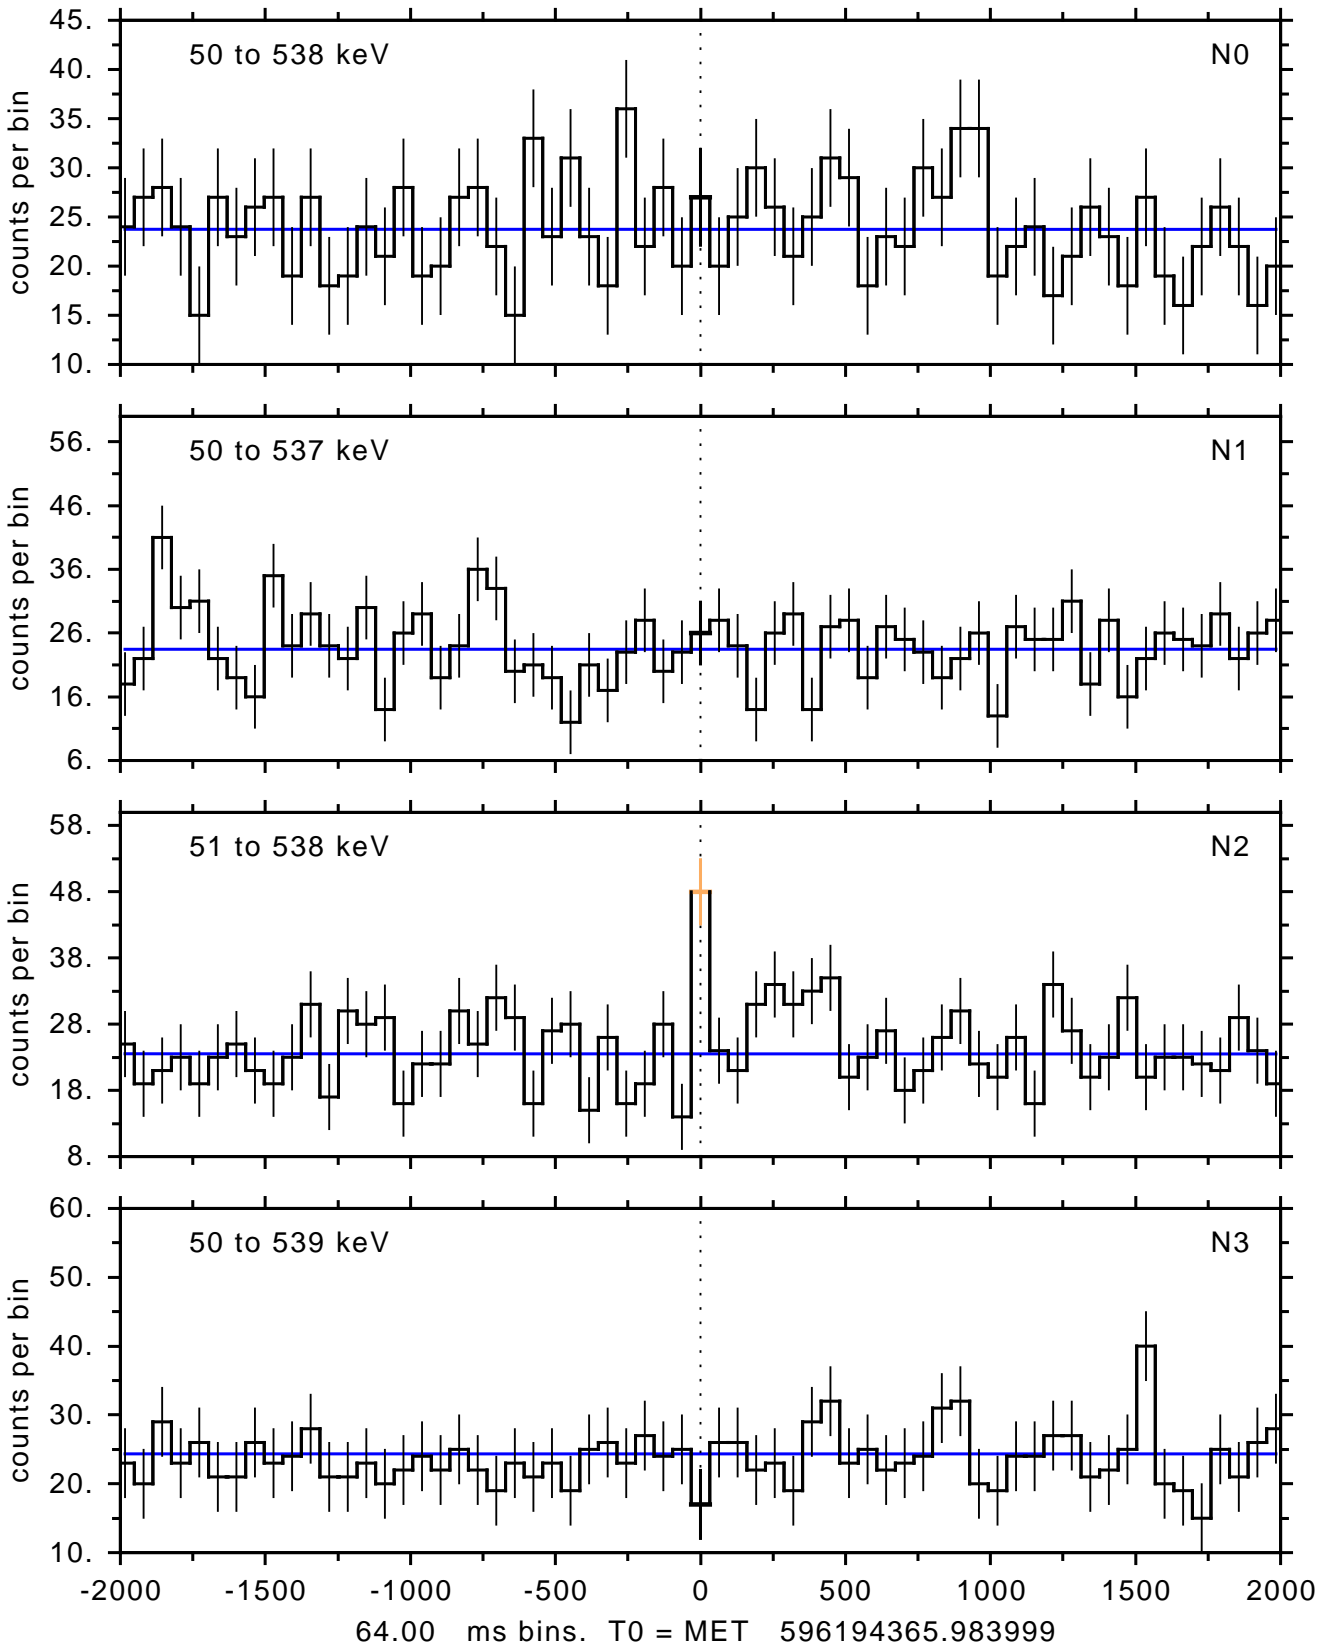 45.
50 to 538 keV N0
40.
35.
30.
25.
20.
15.
10.
counts per bin
50 to 537 keV N1
56.
46.
36.
26.
16.
6.
counts per bin
58.
51 to 538 keV N2
48.
38.
28.
18.
8.
counts per bin
60.
50 to 539 keV N3
50.
40.
30.
20.
10.
counts per bin
-2000 -1500 -1000 -500 0 500 1000 1500 2000
64.00 ms bins. T0 = MET 596194365.983999